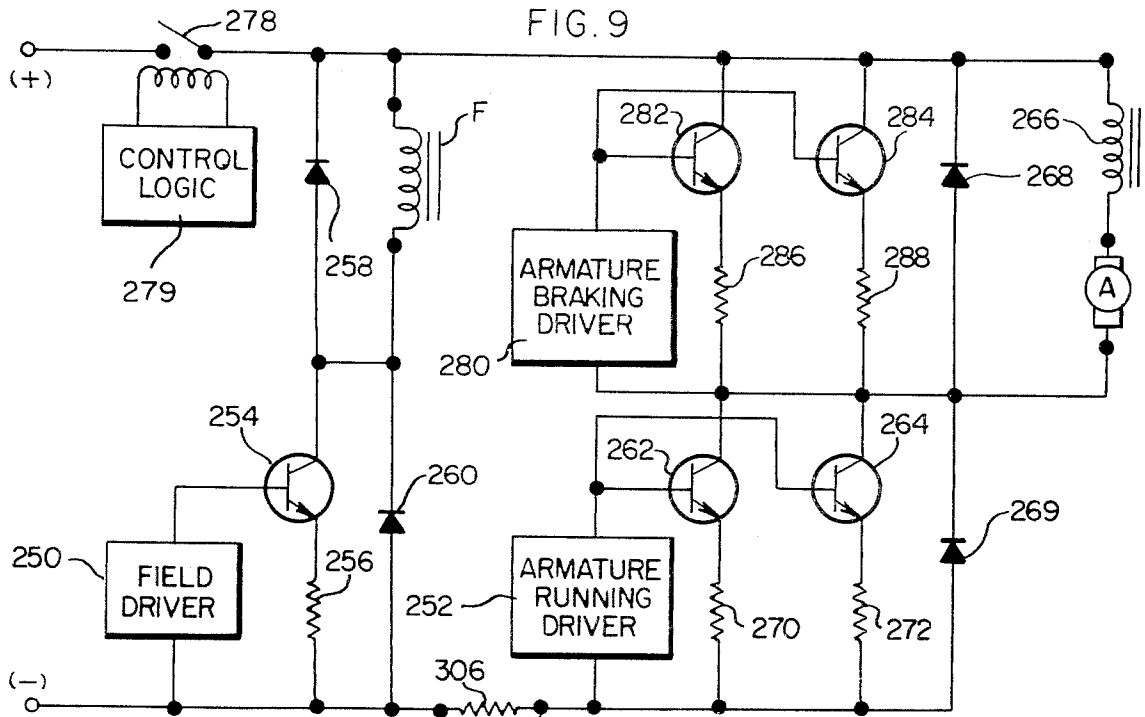 FIG. 9
278
(+)
CONTROL
LOGIC
279
258
F
282
284
266
268
286
288
A
ARMATURE
BRAKING
DRIVER
280
254
260
262
264
269
250
FIELD
DRIVER
256
252
ARMATURE
RUNNING
DRIVER
270
272
306
(-)